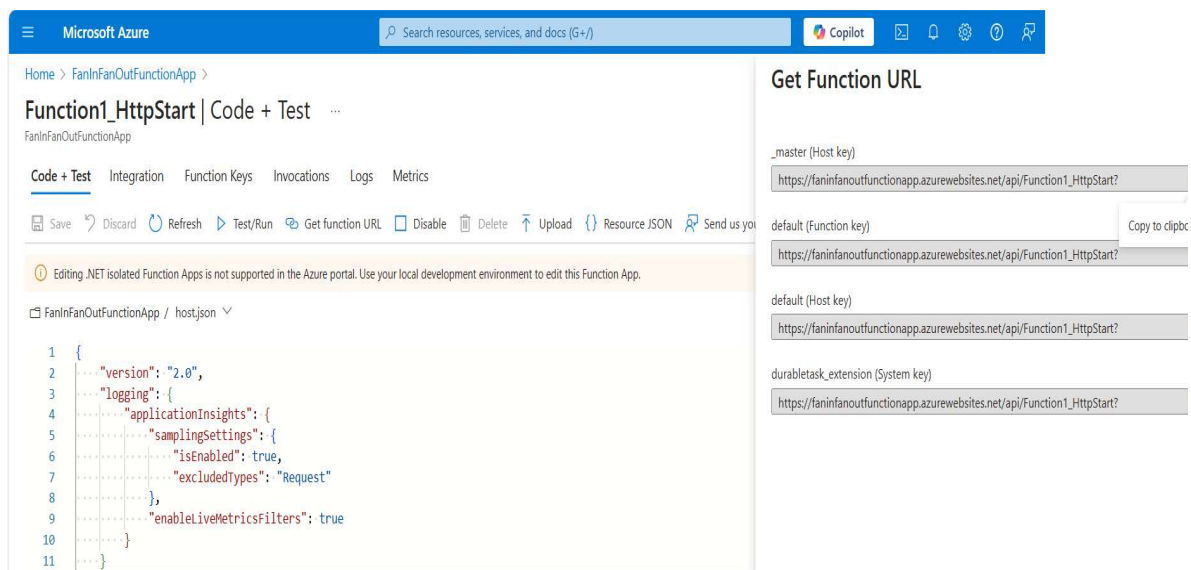 Microsoft Azure
Search resources, services, and docs (G+/)
Copilot
Home > FanInFanOutFunctionApp >
Function1_HttpStart | Code + Test ...
FanInFanOutFunctionApp
Code + Test Integration Function Keys Invocations Logs Metrics
Save Discard Refresh Test/Run Get function URL Disable Delete Upload {} Resource JSON Send us you
Editing .NET isolated Function Apps is not supported in the Azure portal. Use your local development environment to edit this Function App.
FanInFanOutFunctionApp / host.json
1 {
2 "version": "2.0",
3 "logging": {
4 "applicationInsights": {
5 "samplingSettings": {
6 "isEnabled": true,
7 "excludedTypes": "Request"
8 },
9 "enableLiveMetricsFilters": true
10 }
11 }
Get Function URL
_master (Host key)
https://faninfanoutfunctionapp.azurewebsites.net/api/Function1_HttpStart?
Copy to clipbo
default (Function key)
https://faninfanoutfunctionapp.azurewebsites.net/api/Function1_HttpStart?
default (Host key)
https://faninfanoutfunctionapp.azurewebsites.net/api/Function1_HttpStart?
durabletask_extension (System key)
https://faninfanoutfunctionapp.azurewebsites.net/api/Function1_HttpStart?